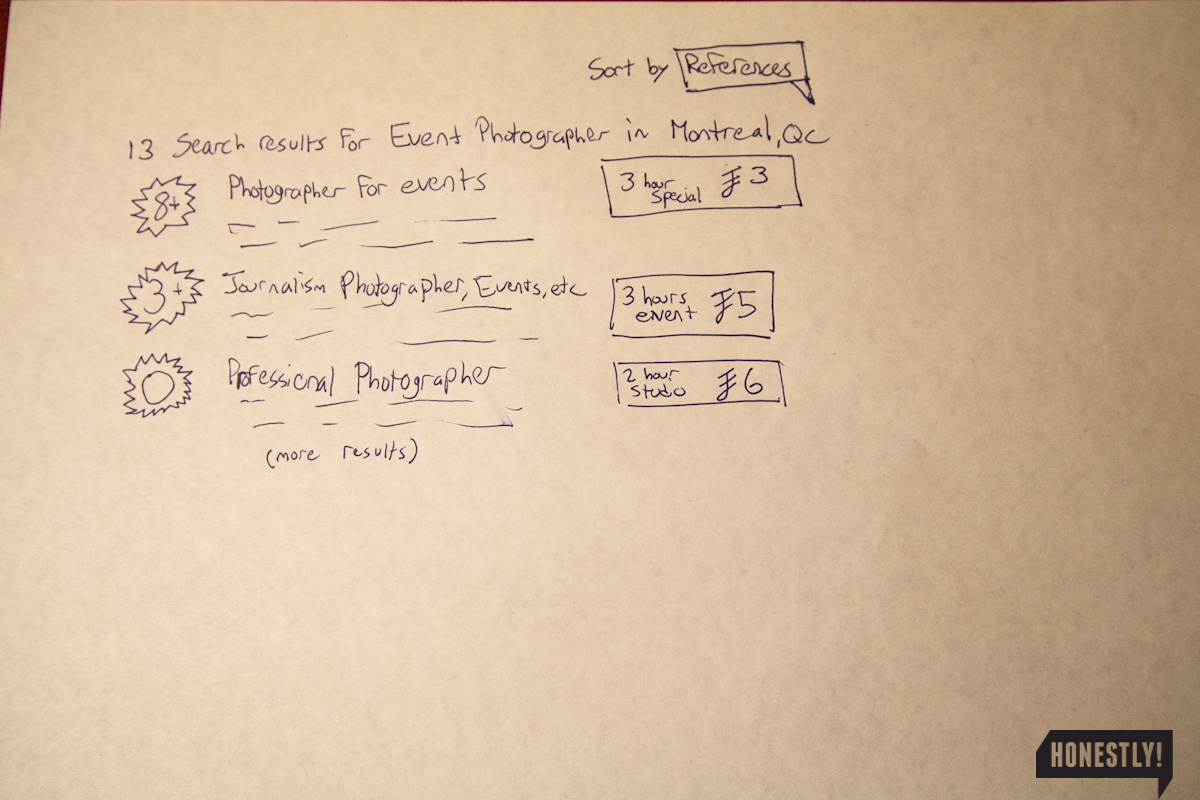 Sort by References
13 Search results For Event Photographer in Montreal, QC
8+ Photographer For events
3 hour Special ₣ 3
3+ Journalism Photographer, Events, etc
3 hours event ₣5
0 Professional Photographer
2 hour Studio ₣6
(more results)
HONESTLY!